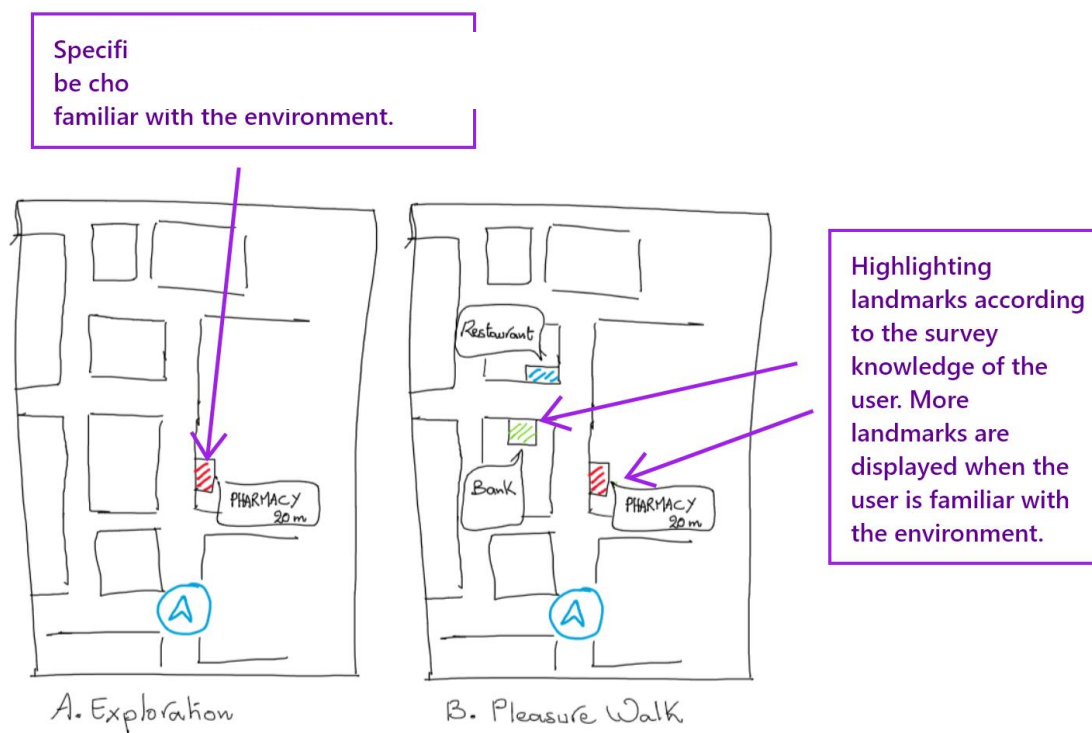 Specifi
be cho
familiar with the environment.
Highlighting
landmarks according
to the survey
knowledge of the
user. More
landmarks are
displayed when the
user is familiar with
the environment.
PHARMACY
20 m
A. Exploration
Restaurant
Bank
PHARMACY
20 m
B. Pleasure Walk